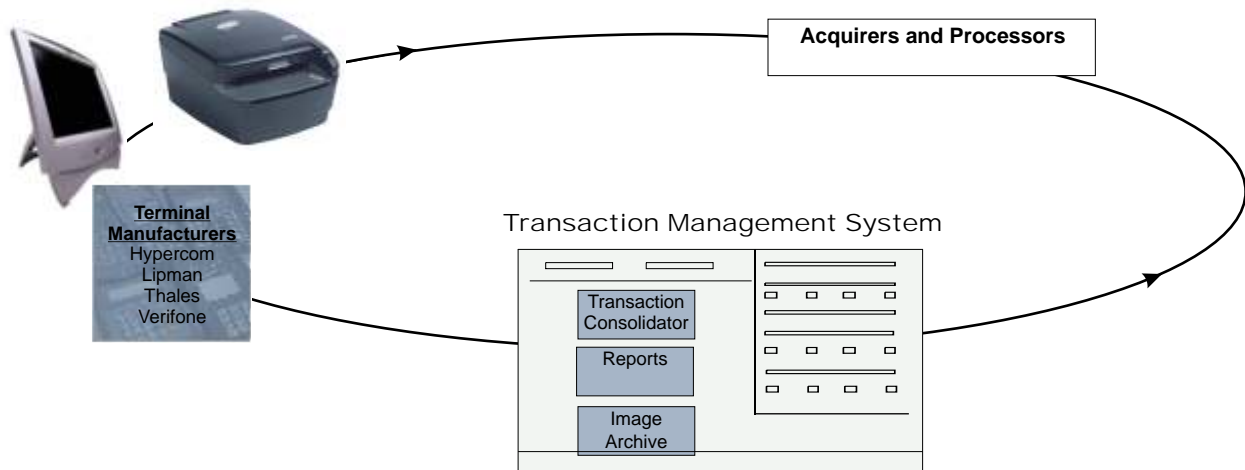 Acquirers and Processors
Terminal
Manufacturers
Hypercom
Lipman
Thales
Verifone
Transaction Management System
Transaction
Consolidator
Reports
Image
Archive